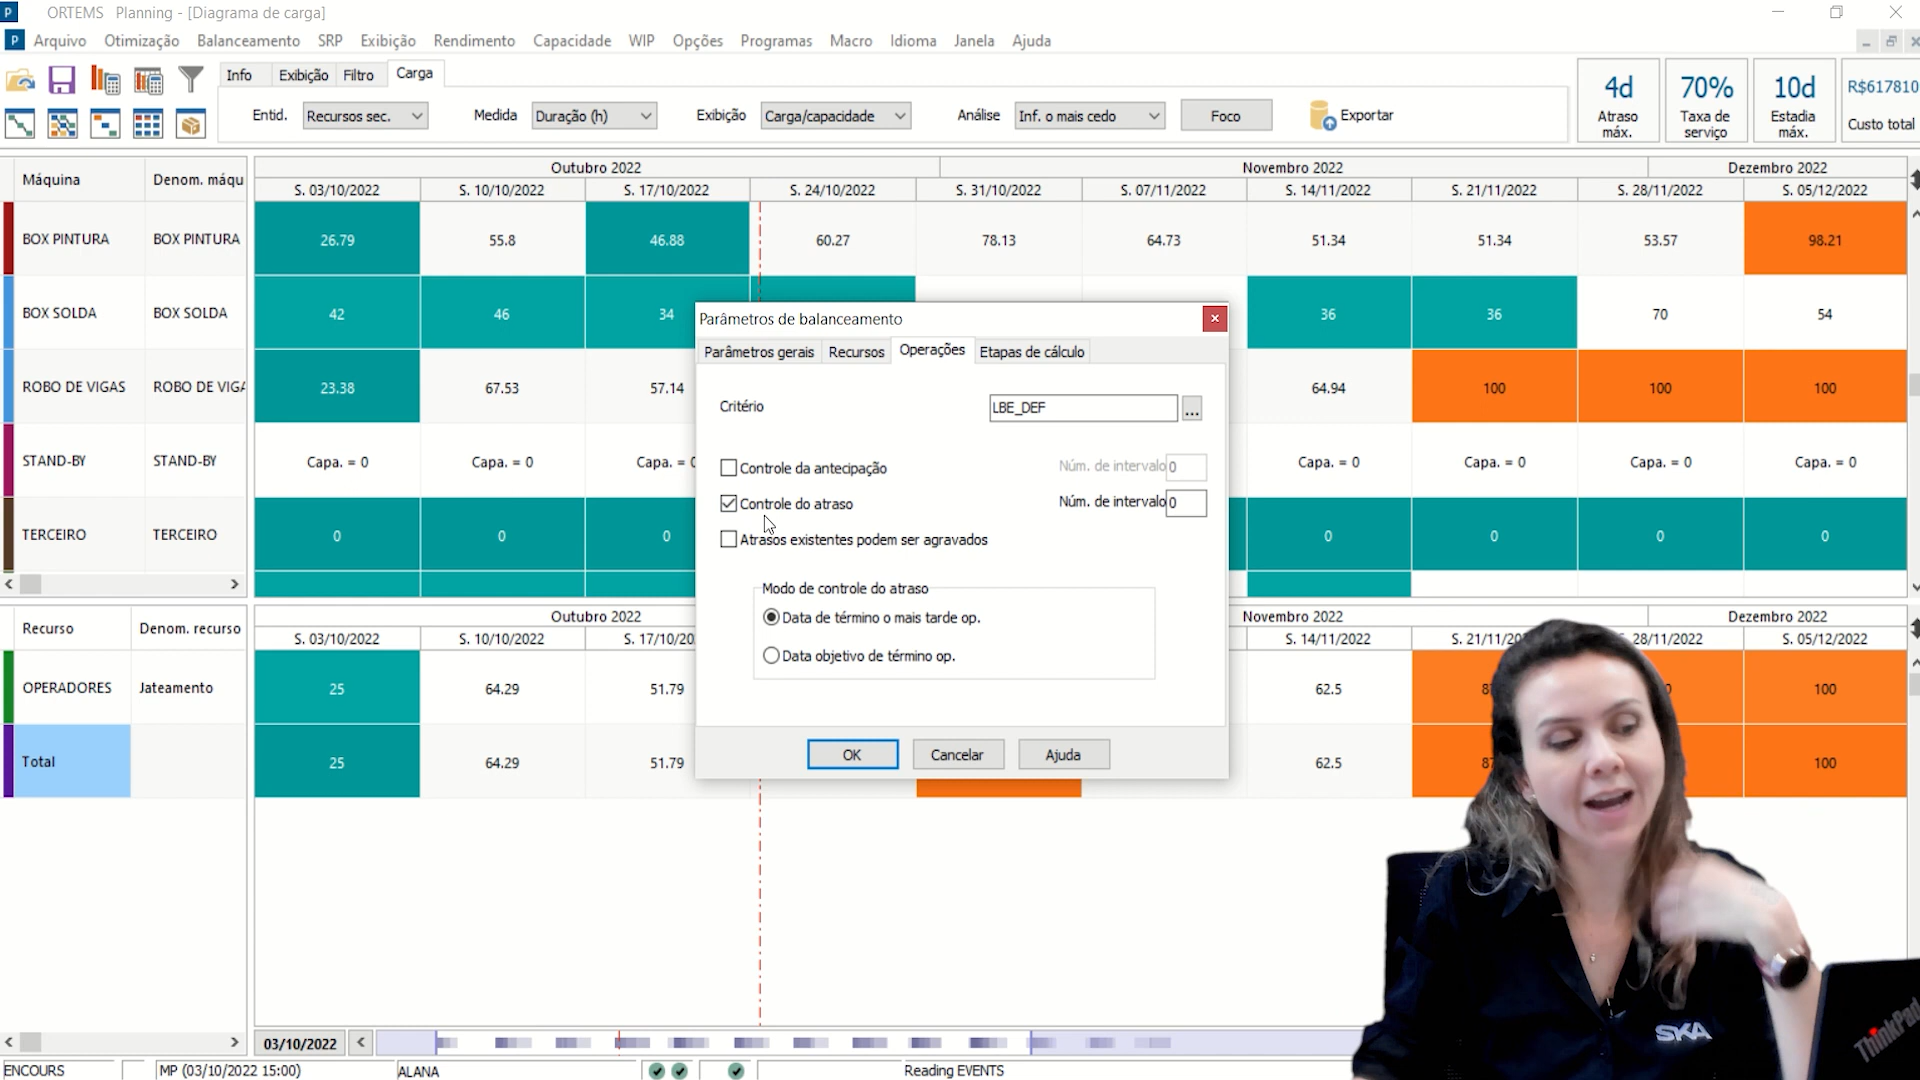 ORTEMS Planning - [Diagrama de carga]
Arquivo Otimização Balanceamento SRP Exibição Rendimento Capacidade WIP Opções Programas Macro Idioma Janela Ajuda
Info Exibição Filtro Carga
Entid. Recursos sec. Medida Duração (h) Exibição Carga/capacidade Análise Inf. o mais cedo Foco Exportar
4d Atraso máx.
70% Taxa de serviço
10d Estadia máx.
R$617810 Custo total
Máquina Denom. máqu
Outubro 2022 Novembro 2022 Dezembro 2022
S. 03/10/2022 S. 10/10/2022 S. 17/10/2022 S. 24/10/2022 S. 31/10/2022 S. 07/11/2022 S. 14/11/2022 S. 21/11/2022 S. 28/11/2022 S. 05/12/2022
BOX PINTURA BOX PINTURA 26.79 55.8 46.88 60.27 78.13 64.73 51.34 51.34 53.57 98.21
BOX SOLDA BOX SOLDA 42 46 34 36 36 70 54
ROBO DE VIGAS ROBO DE VIGA 23.38 67.53 57.14 64.94 100 100 100
STAND-BY STAND-BY Capa. = 0 Capa. = 0 Capa. = 0 Capa. = 0 Capa. = 0 Capa. = 0 Capa. = 0
TERCEIRO TERCEIRO 0 0 0 0 0 0 0
Parâmetros de balanceamento
Parâmetros gerais Recursos Operações Etapas de cálculo
Critério LBE_DEF ...
Controle da antecipação Núm. de intervalo 0
Controle do atraso Núm. de intervalo 0
Atrasos existentes podem ser agravados
Modo de controle do atraso
Data de término o mais tarde op.
Data objetivo de término op.
OK Cancelar Ajuda
Recurso Denom. recurso
Outubro 2022 Novembro 2022 Dezembro 2022
S. 03/10/2022 S. 10/10/2022 S. 17/10/20 S. 14/11/2022 S. 21/11/20 28/11/2022 S. 05/12/2022
OPERADORES Jateamento 25 64.29 51.79 62.5 100
Total 25 64.29 51.79 62.5 100
03/10/2022
ENCOURS MP (03/10/2022 15:00) ALANA Reading EVENTS
SKA
ThinkPad